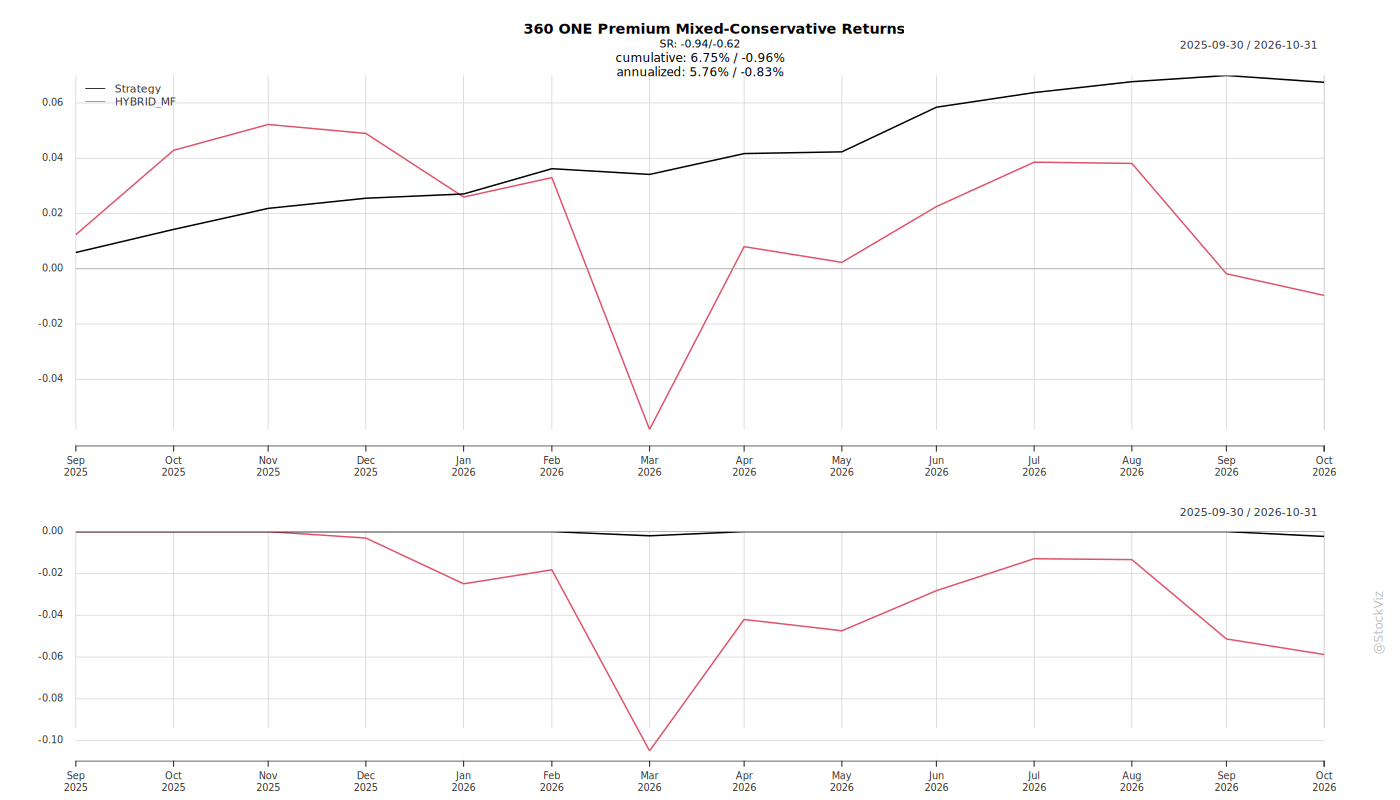 360 ONE Premium Mixed-Conservative Returns
SR: -0.94/-0.62
cumulative: 6.75% / -0.96%
annualized: 5.76% / -0.83%
2025-09-30 / 2026-10-31
Strategy
HYBRID_MF
0.06
0.04
0.02
0.00
-0.02
-0.04
Sep Oct Nov Dec Jan Feb Mar Apr May Jun Jul Aug Sep Oct
2025 2025 2025 2025 2026 2026 2026 2026 2026 2026 2026 2026 2026 2026
2025-09-30 / 2026-10-31
0.00
-0.02
-0.04
-0.06
-0.08
-0.10
Sep Oct Nov Dec Jan Feb Mar Apr May Jun Jul Aug Sep Oct
2025 2025 2025 2025 2026 2026 2026 2026 2026 2026 2026 2026 2026 2026
@StockViz